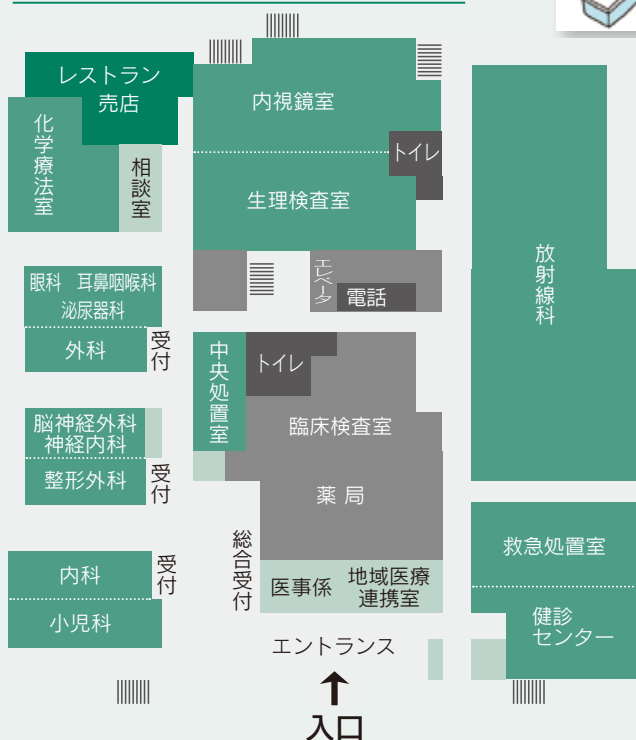 レストラン
売店
化学療法室
相談室
内視鏡室
トイレ
生理検査室
エレベータ
電話
放射線科
眼科 耳鼻咽喉科
泌尿器科
外科
受付
中央処置室
トイレ
臨床検査室
脳神経外科
神経内科
整形外科
受付
薬局
総合受付
医事係
地域医療
連携室
救急処置室
内科
小児科
受付
健診
センター
エントランス
入口